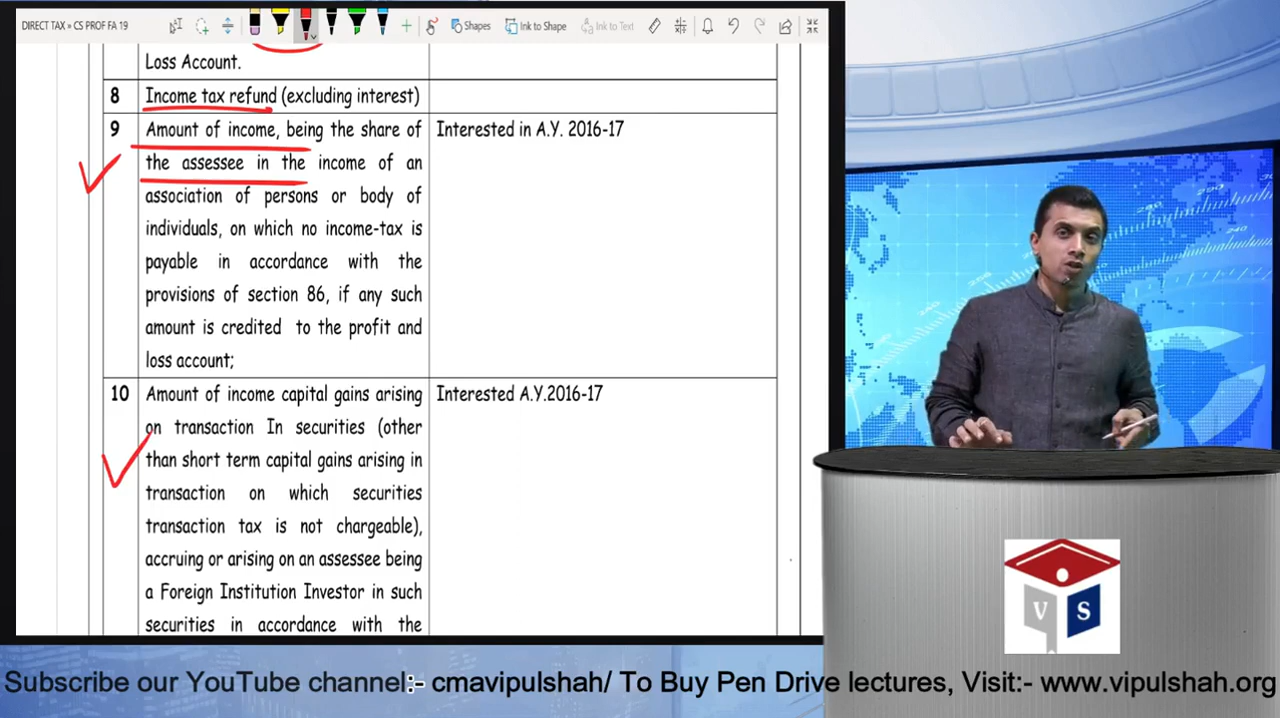 DIRECT TAX » CS PROF FA 19
Shapes
Ink to Shape
Ink to Text
Loss Account.
8
Income tax refund (excluding interest)
9
Amount of income, being the share of
the assessee in the income of an
association of persons or body of
individuals, on which no income-tax is
payable in accordance with the
provisions of section 86, if any such
amount is credited to the profit and
loss account;
Interested in A.Y. 2016-17
10
Amount of income capital gains arising
on transaction In securities (other
than short term capital gains arising in
transaction on which securities
transaction tax is not chargeable),
accruing or arising on an assessee being
a Foreign Institution Investor in such
securities in accordance with the
Interested A.Y.2016-17
V S
Subscribe our YouTube channel:- cmavipulshah/ To Buy Pen Drive lectures, Visit:- www.vipulshah.org